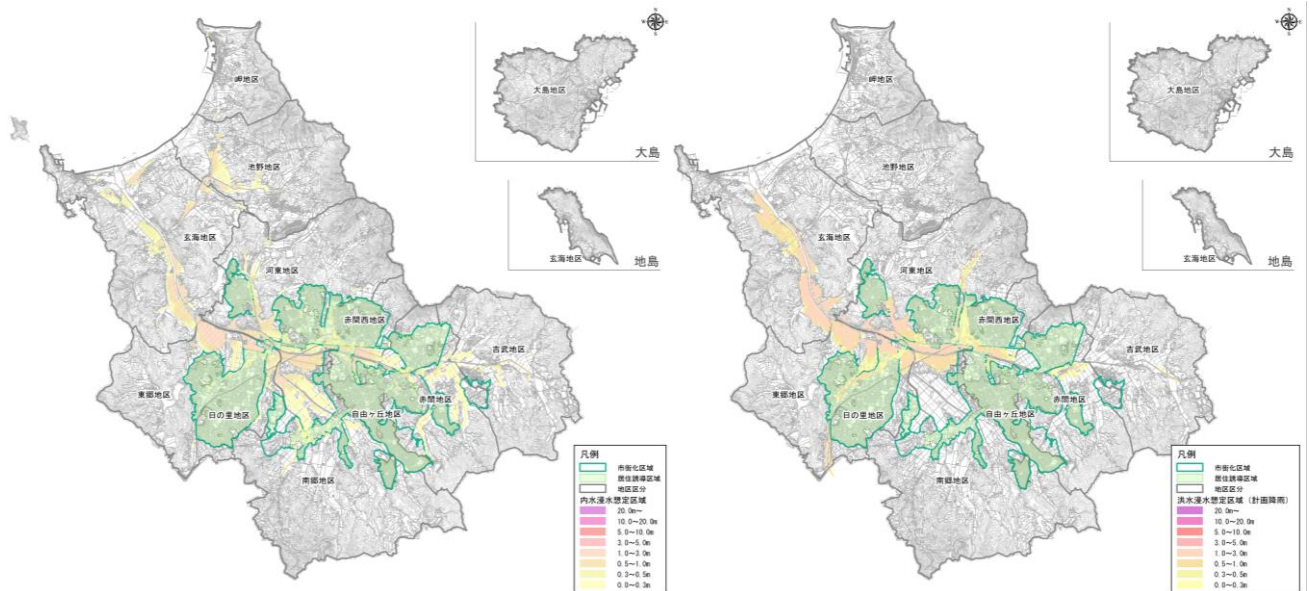 岬地区
大島地区
大島
池野地区
玄海地区
玄海地区
地島
河東地区
赤間西地区
吉武地区
東郷地区
日の里地区
自由ヶ丘地区
赤間地区
南郷地区
凡例
市街化区域
居住誘導区域
地区区分
内水浸水想定区域
20.0m~
10.0~20.0m
5.0~10.0m
3.0~5.0m
1.0~3.0m
0.5~1.0m
0.3~0.5m
0.0~0.3m
岬地区
大島地区
大島
池野地区
玄海地区
玄海地区
地島
河東地区
赤間西地区
吉武地区
東郷地区
日の里地区
自由ヶ丘地区
赤間地区
南郷地区
凡例
市街化区域
居住誘導区域
地区区分
洪水浸水想定区域(計画降雨)
20.0m~
10.0~20.0m
5.0~10.0m
3.0~5.0m
1.0~3.0m
0.5~1.0m
0.3~0.5m
0.0~0.3m